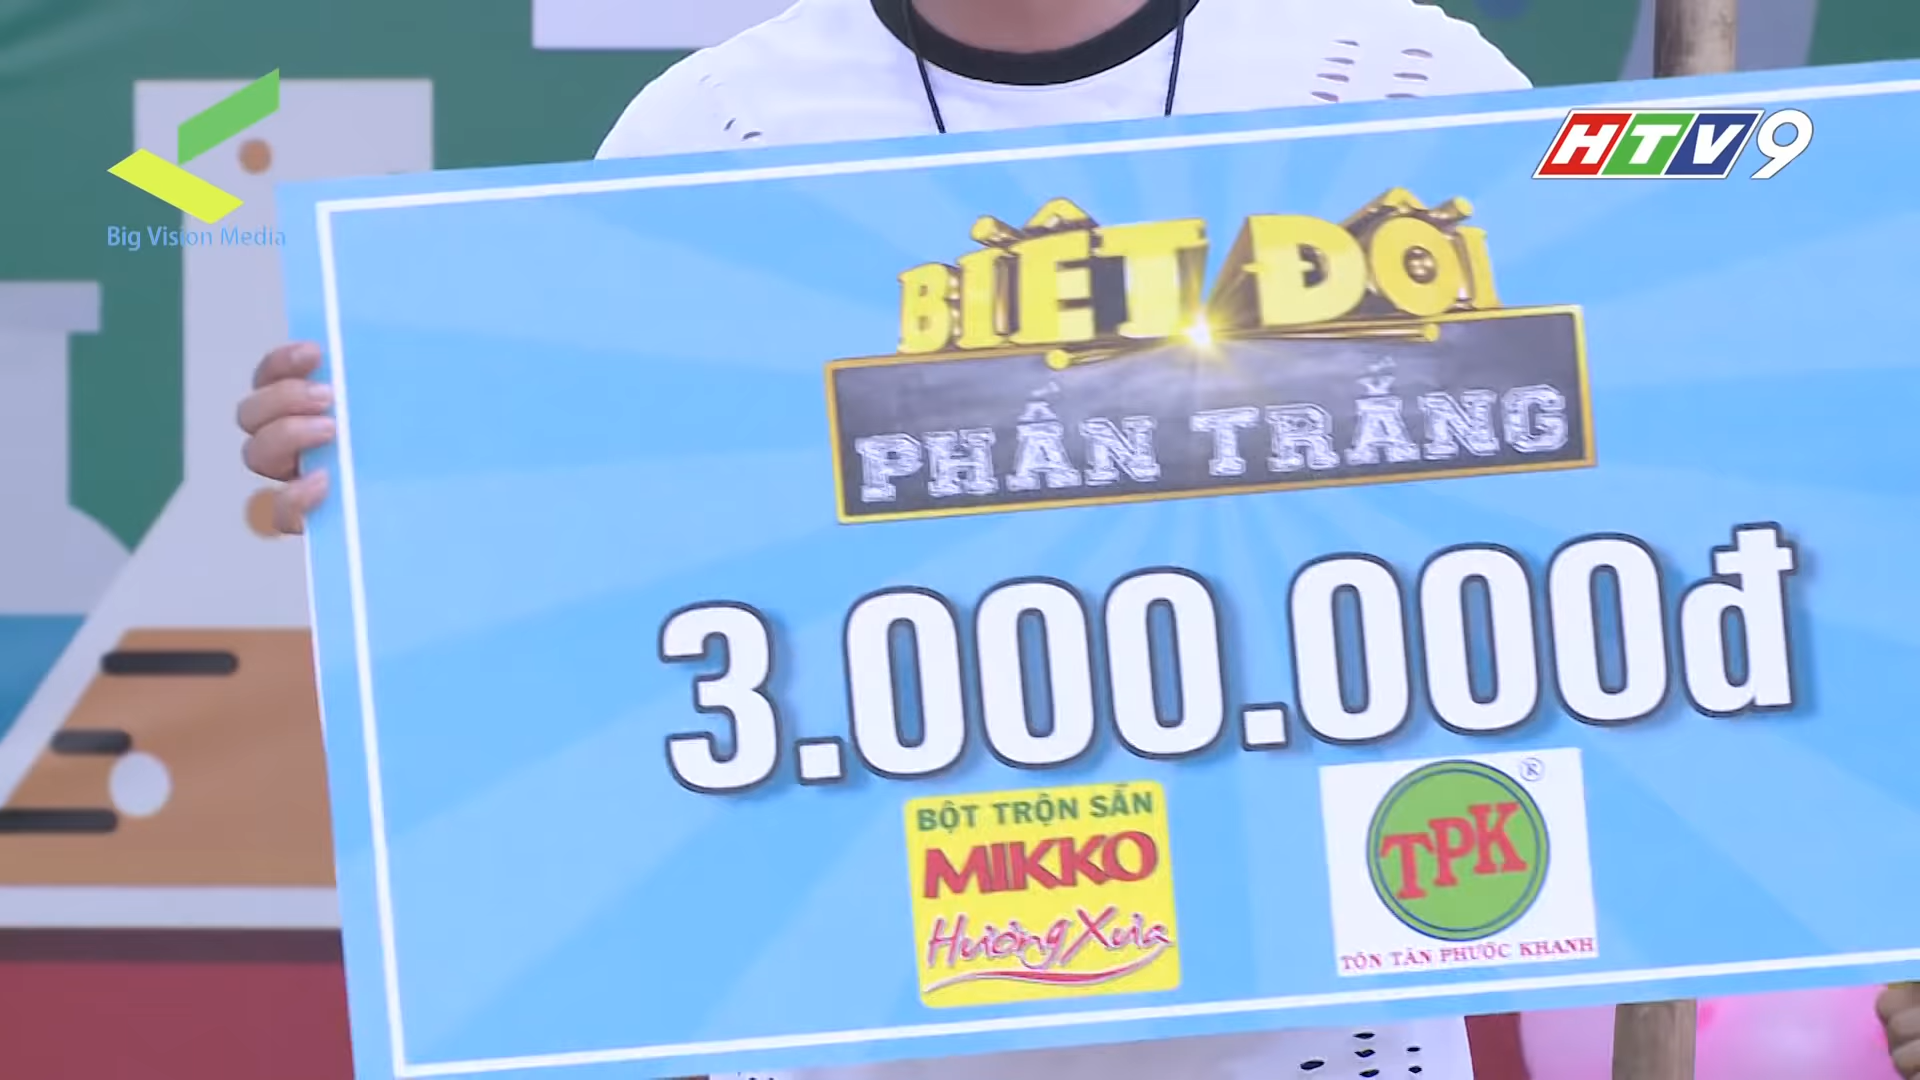 Big Vision Media
HTV9
BIỆT ĐỘI
PHẤN TRẮNG
3.000.000đ
BỘT TRỘN SẴN
MIKKO
Hương Xưa
TPK
®
TÔN TÂN PHƯỚC KHANH